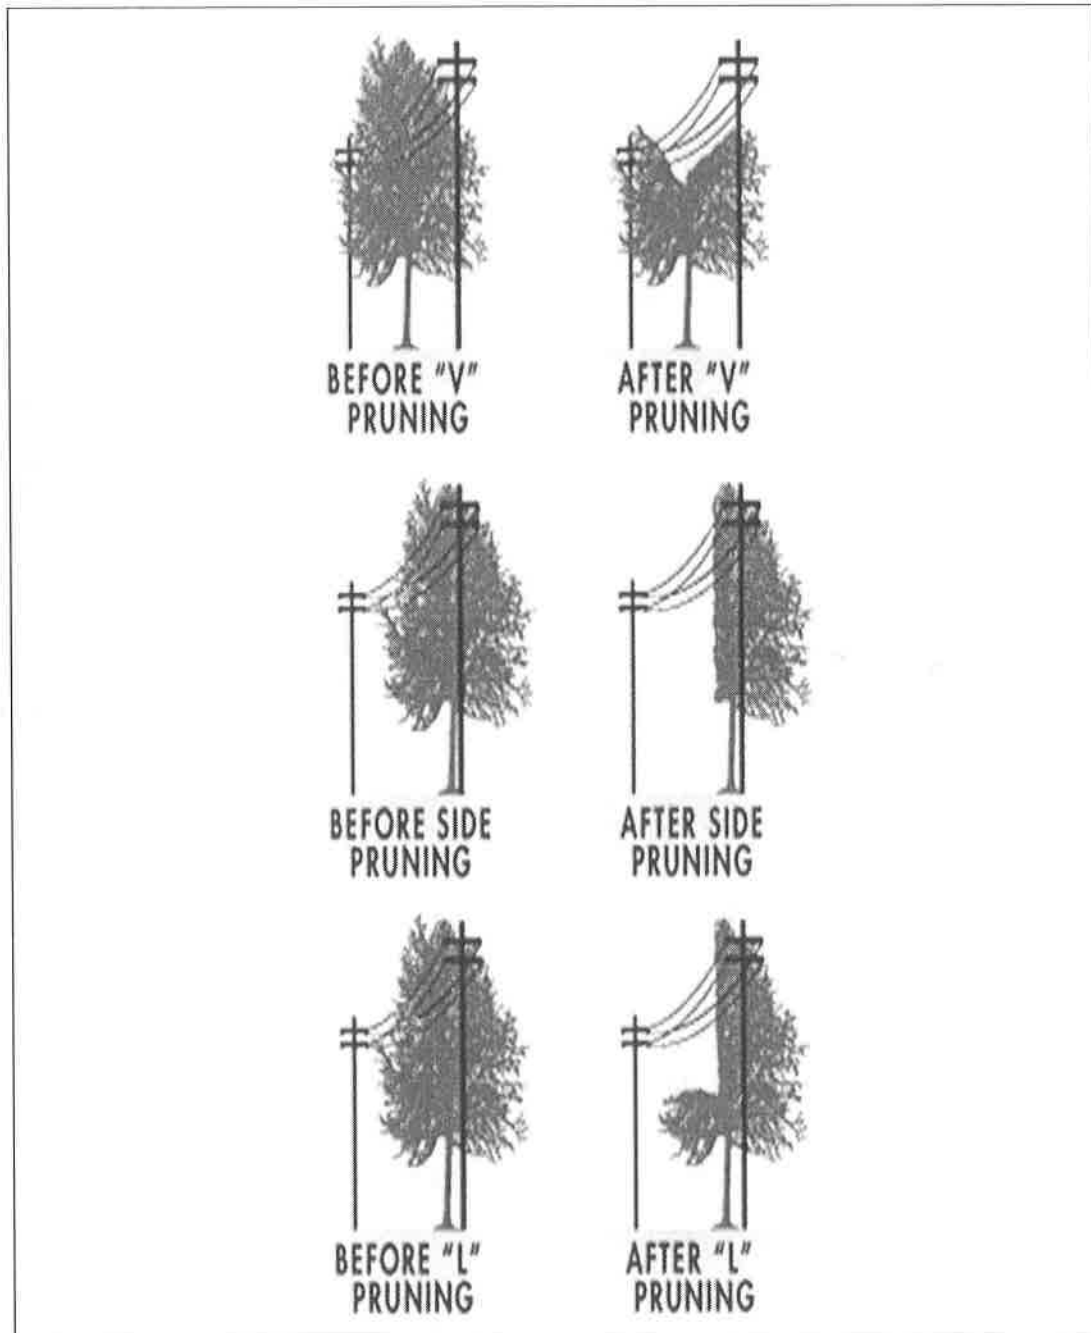 BEFORE "V"
PRUNING
AFTER "V"
PRUNING
BEFORE SIDE
PRUNING
AFTER SIDE
PRUNING
BEFORE "L"
PRUNING
AFTER "L"
PRUNING